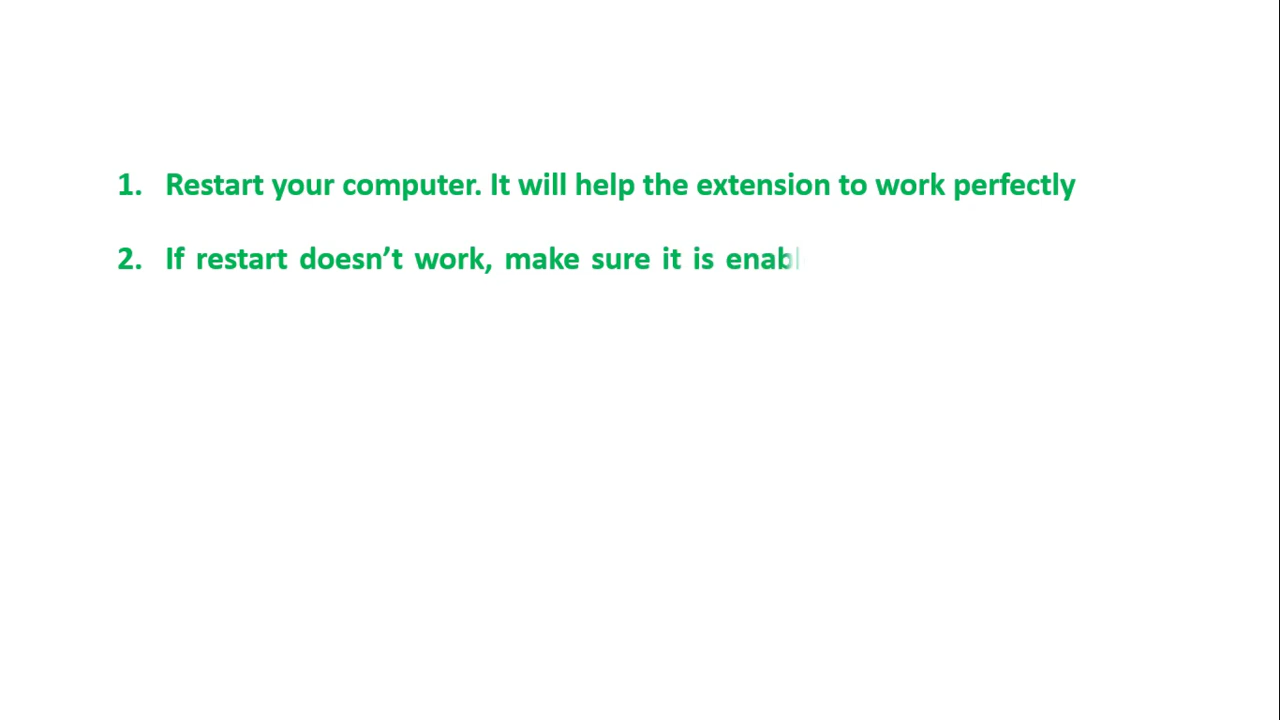 1. Restart your computer. It will help the extension to work perfectly
2. If restart doesn’t work, make sure it is